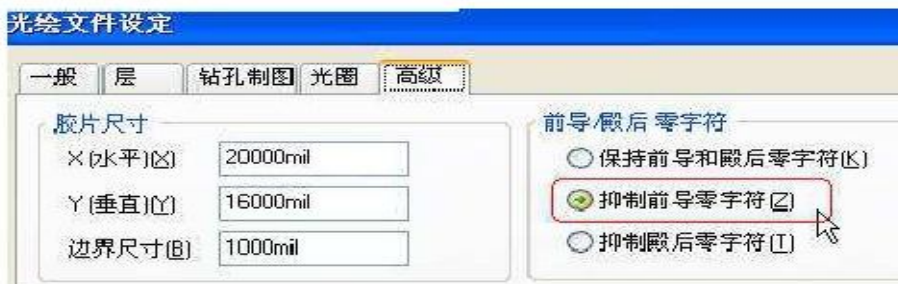 光绘文件设定
一般 层 钻孔制图 光圈 高级
胶片尺寸
X (水平)(X) 20000mil
Y (垂直)(Y) 16000mil
边界尺寸(B) 1000mil
前导/殿后 零字符
保持前导和殿后零字符(K)
抑制前导零字符(Z)
抑制殿后零字符(T)